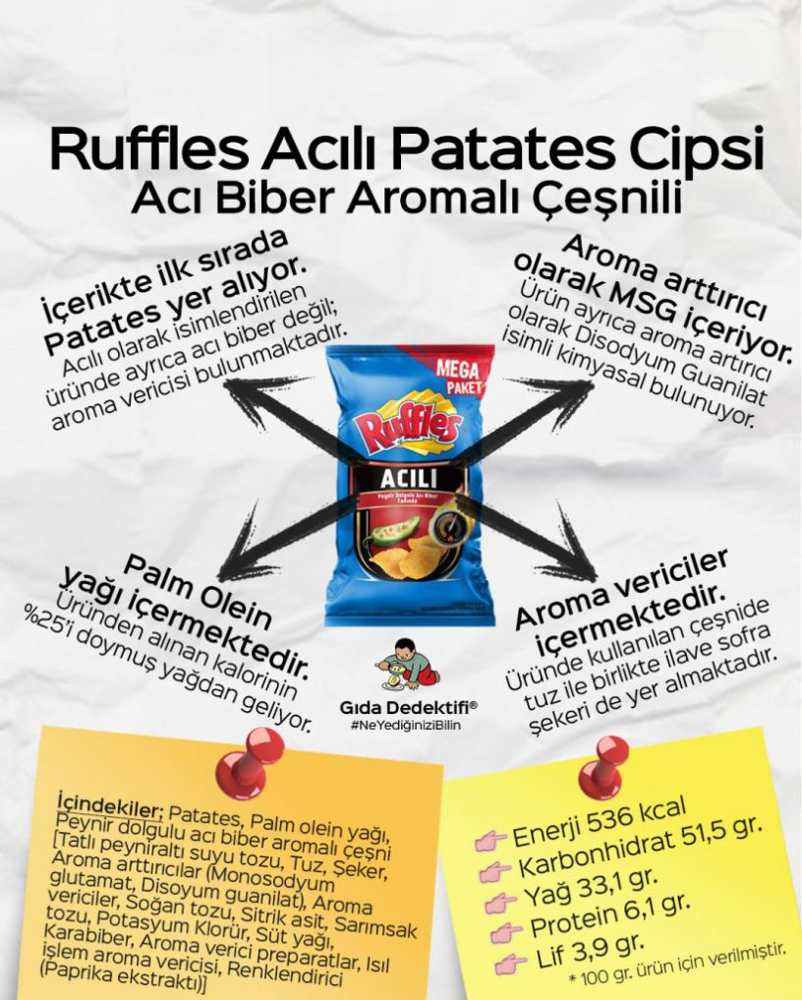 Ruffles Acılı Patates Cipsi
Acı Biber Aromalı Çeşnili
İçerikte ilk sırada
Patates yer alıyor.
Acılı olarak isimlendirilen
üründe ayrıca acı biber değil;
aroma vericisi bulunmaktadır.
Aroma arttırıcı
olarak MSG içeriyor.
Ürün ayrıca aroma artırıcı
olarak Disodyum Guanilat
isimli kimyasal bulunuyor.
MEGA
PAKET
Ruffles
ACILI
Peynir Dolgulu Acı Biber
Tadında
Palm Olein
yağı içermektedir.
Üründen alınan kalorinin
%25'i doymuş yağdan geliyor.
Aroma vericiler
içermektedir.
Üründe kullanılan çeşnide
tuz ile birlikte ilave sofra
şekeri de yer almaktadır.
Gıda Dedektifi®
#NeYediğiniziBilin
İçindekiler; Patates, Palm olein yağı,
Peynir dolgulu acı biber aromalı çeşni
[Tatlı peyniraltı suyu tozu, Tuz, Şeker,
Aroma arttırıcılar (Monosodyum
glutamat, Disoyum guanilat), Aroma
vericiler, Soğan tozu, Sitrik asit, Sarımsak
tozu, Potasyum Klorür, Süt yağı,
Karabiber, Aroma verici preparatlar, Isıl
işlem aroma vericisi, Renklendirici
(Paprika ekstraktı)]
Enerji 536 kcal
Karbonhidrat 51,5 gr.
Yağ 33,1 gr.
Protein 6,1 gr.
Lif 3,9 gr.
* 100 gr. ürün için verilmiştir.